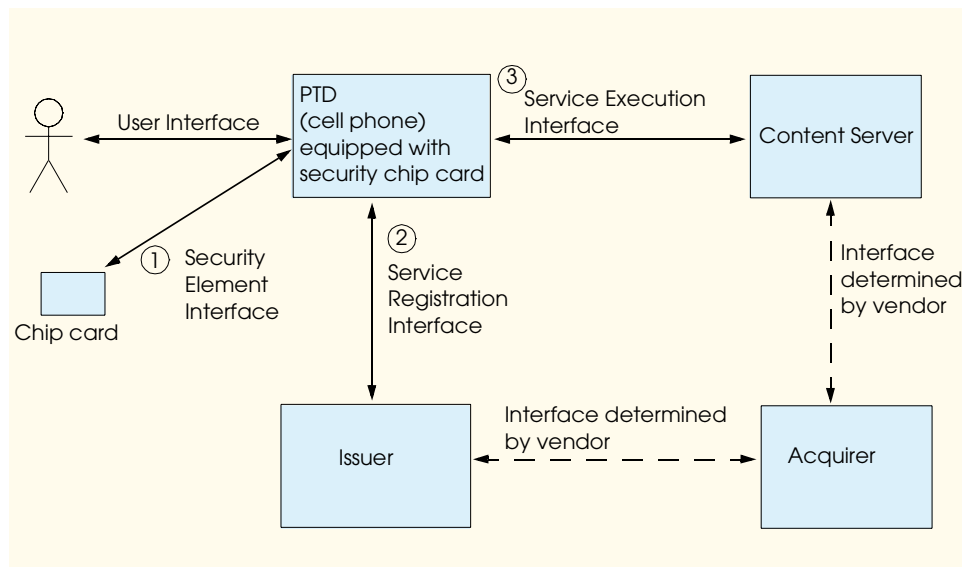 User Interface
PTD
(cell phone)
equipped with
security chip card
3
Service Execution
Interface
Content Server
1
Security
Element
Interface
Chip card
2
Service
Registration
Interface
Interface
determined
by vendor
Issuer
Interface determined
by vendor
Acquirer